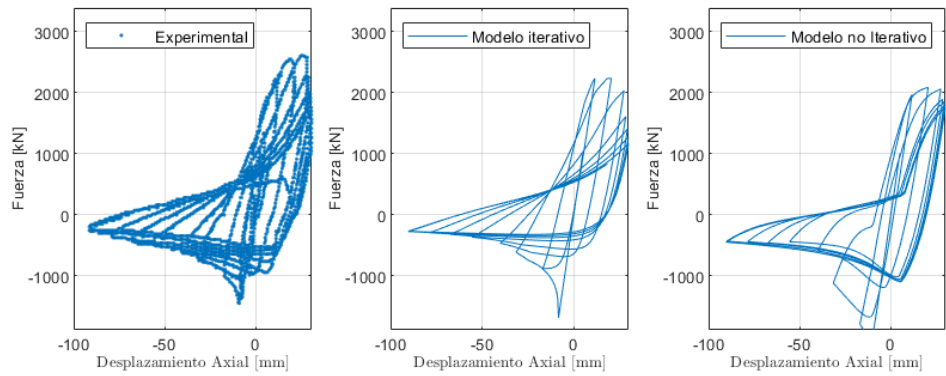 Experimental
3000
2000
1000
0
-1000
Fuerza [kN]
-100
-50
0
Desplazamiento Axial [mm]
Modelo iterativo
3000
2000
1000
0
-1000
Fuerza [kN]
-100
-50
0
Desplazamiento Axial [mm]
Modelo no Iterativo
3000
2000
1000
0
-1000
Fuerza [kN]
-100
-50
0
Desplazamiento Axial [mm]